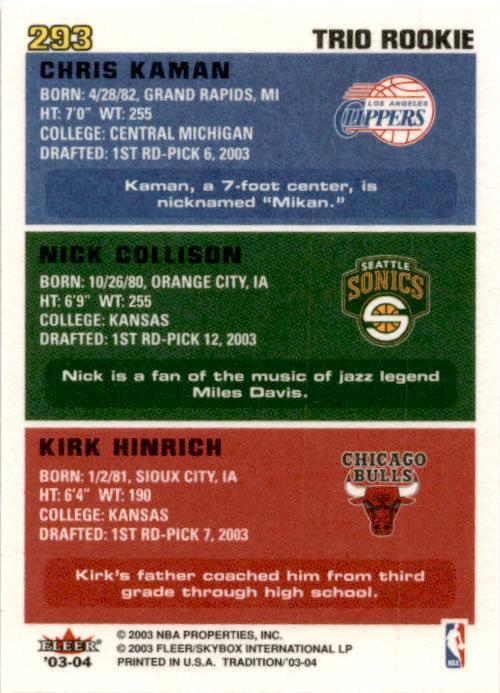 293 TRIO ROOKIE
CHRIS KAMAN
BORN: 4/28/82, GRAND RAPIDS, MI
HT: 7'0" WT: 255
COLLEGE: CENTRAL MICHIGAN
DRAFTED: 1ST RD-PICK 6, 2003
LOS ANGELES
CLIPPERS
Kaman, a 7-foot center, is
nicknamed "Mikan."
NICK COLLISON
BORN: 10/26/80, ORANGE CITY, IA
HT: 6'9" WT: 255
COLLEGE: KANSAS
DRAFTED: 1ST RD-PICK 12, 2003
SEATTLE
SONICS
Nick is a fan of the music of jazz legend
Miles Davis.
KIRK HINRICH
BORN: 1/2/81, SIOUX CITY, IA
HT: 6'4" WT: 190
COLLEGE: KANSAS
DRAFTED: 1ST RD-PICK 7, 2003
CHICAGO
BULLS
Kirk's father coached him from third
grade through high school.
FLEER
'03-04
© 2003 NBA PROPERTIES, INC.
© 2003 FLEER/SKYBOX INTERNATIONAL LP
PRINTED IN U.S.A. TRADITION/'03-04
NBA